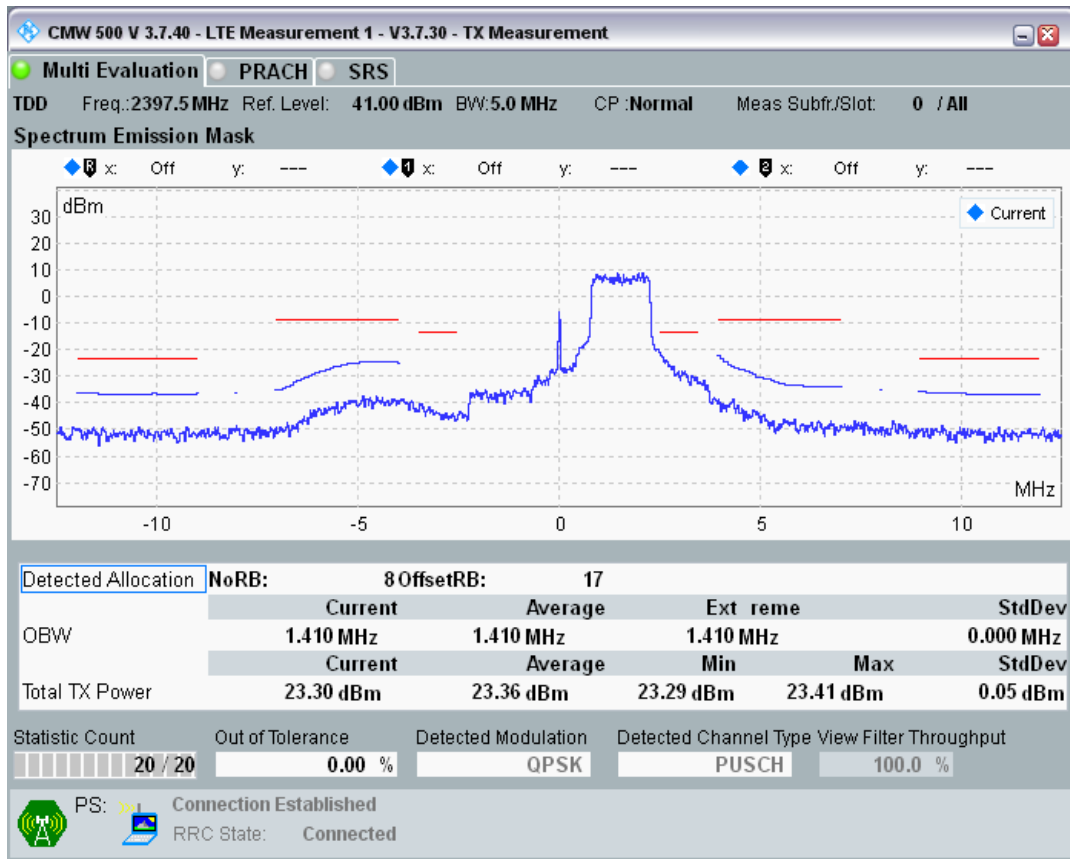 CMW 500 V 3.7.40 - LTE Measurement 1 - V3.7.30 - TX Measurement
Multi Evaluation PRACH SRS
TDD Freq.:2397.5 MHz Ref. Level: 41.00 dBm BW:5.0 MHz CP :Normal Meas Subfr./Slot: 0 / All
Spectrum Emission Mask
R x: Off y: --- 1 x: Off y: --- 2 x: Off y: ---
dBm
Current
30
20
10
0
-10
-20
-30
-40
-50
-60
-70
MHz
-10 -5 0 5 10
Detected Allocation NoRB: 8 OffsetRB: 17
Current Average Ext reme StdDev
OBW 1.410 MHz 1.410 MHz 1.410 MHz 0.000 MHz
Current Average Min Max StdDev
Total TX Power 23.30 dBm 23.36 dBm 23.29 dBm 23.41 dBm 0.05 dBm
Statistic Count Out of Tolerance Detected Modulation Detected Channel Type View Filter Throughput
20 / 20 0.00 % QPSK PUSCH 100.0 %
PS: Connection Established
RRC State: Connected